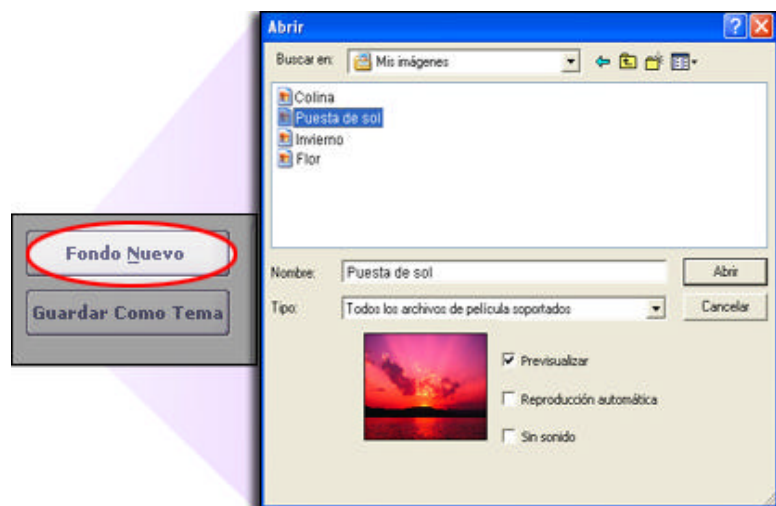 Abrir
Buscar en:
Mis imágenes
Colina
Puesta de sol
Invierno
Flor
Fondo Nuevo
Guardar Como Tema
Nombre:
Puesta de sol
Abrir
Tipo:
Todos los archivos de película soportados
Cancelar
Previsualizar
Reproducción automática
Sin sonido